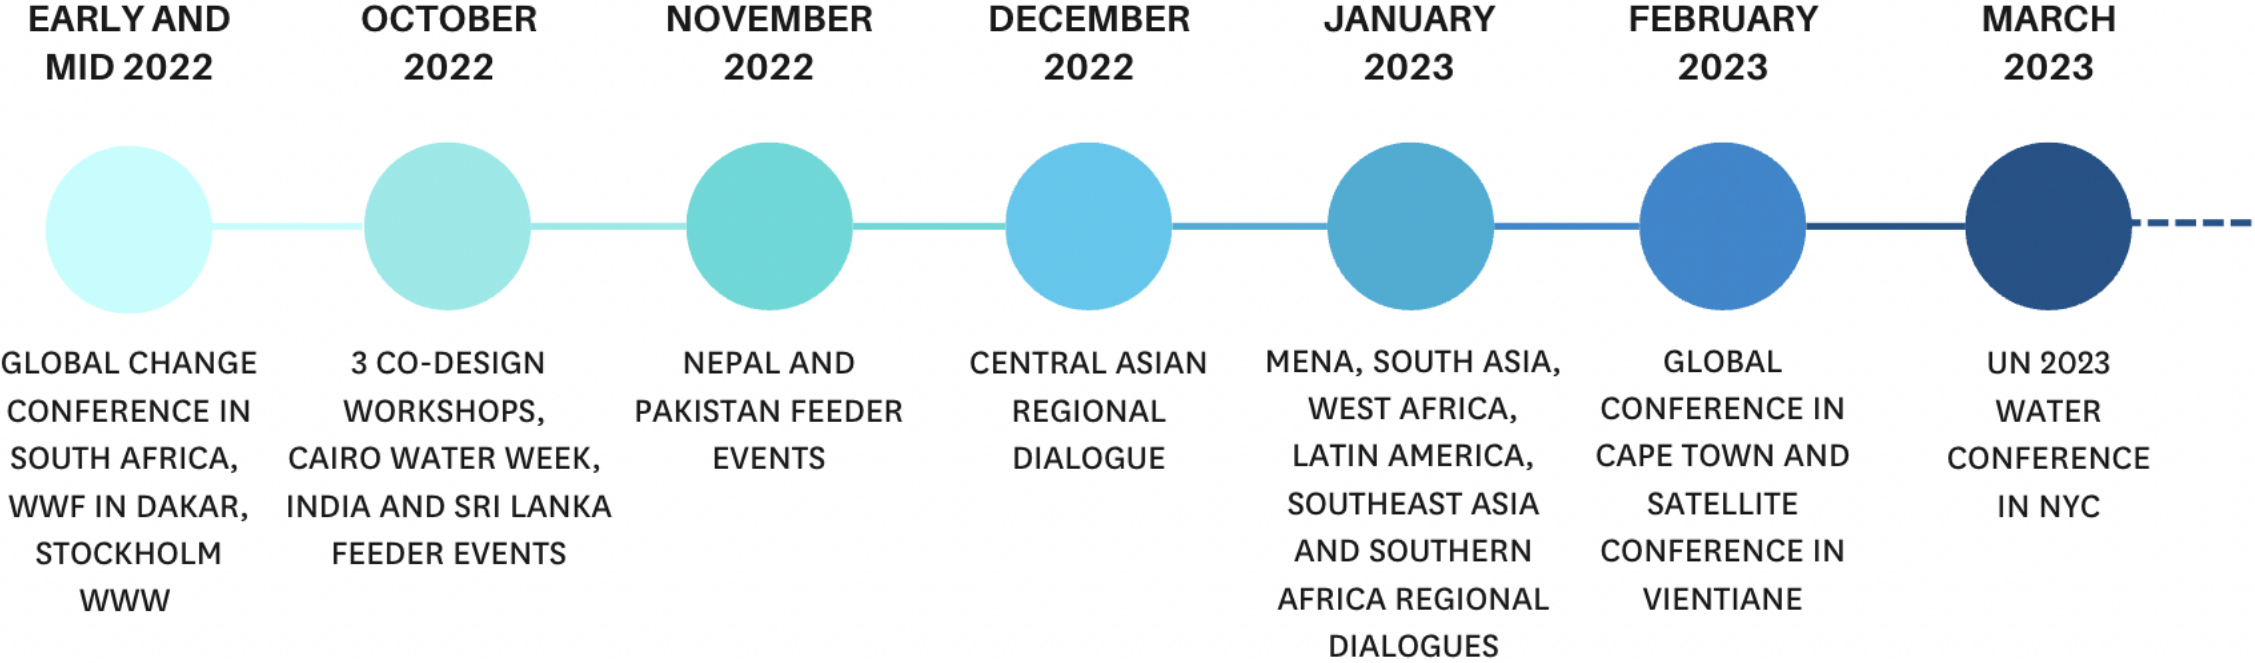 EARLY AND
MID 2022
OCTOBER
2022
NOVEMBER
2022
DECEMBER
2022
JANUARY
2023
FEBRUARY
2023
MARCH
2023
GLOBAL CHANGE
CONFERENCE IN
SOUTH AFRICA,
WWF IN DAKAR,
STOCKHOLM
WWW
3 CO-DESIGN
WORKSHOPS,
CAIRO WATER WEEK,
INDIA AND SRI LANKA
FEEDER EVENTS
NEPAL AND
PAKISTAN FEEDER
EVENTS
CENTRAL ASIAN
REGIONAL
DIALOGUE
MENA, SOUTH ASIA,
WEST AFRICA,
LATIN AMERICA,
SOUTHEAST ASIA
AND SOUTHERN
AFRICA REGIONAL
DIALOGUES
GLOBAL
CONFERENCE IN
CAPE TOWN AND
SATELLITE
CONFERENCE IN
VIENTIANE
UN 2023
WATER
CONFERENCE
IN NYC